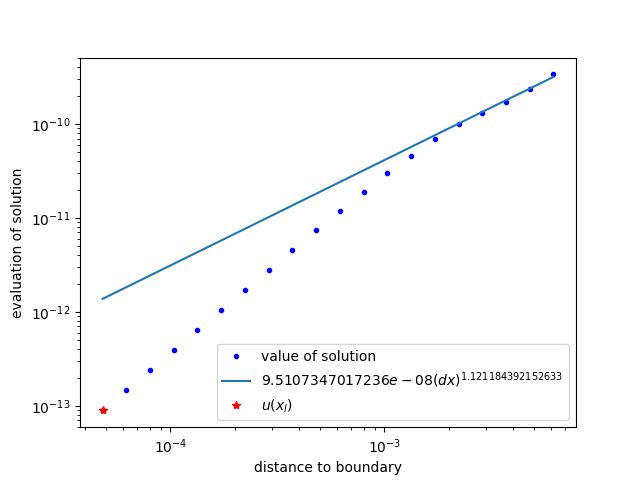 10⁻¹⁰
10⁻¹¹
10⁻¹²
10⁻¹³
evaluation of solution
value of solution
9.5107347017236e − 08(dx)^1.121184392152633
u(x_l)
10⁻⁴ 10⁻³
distance to boundary